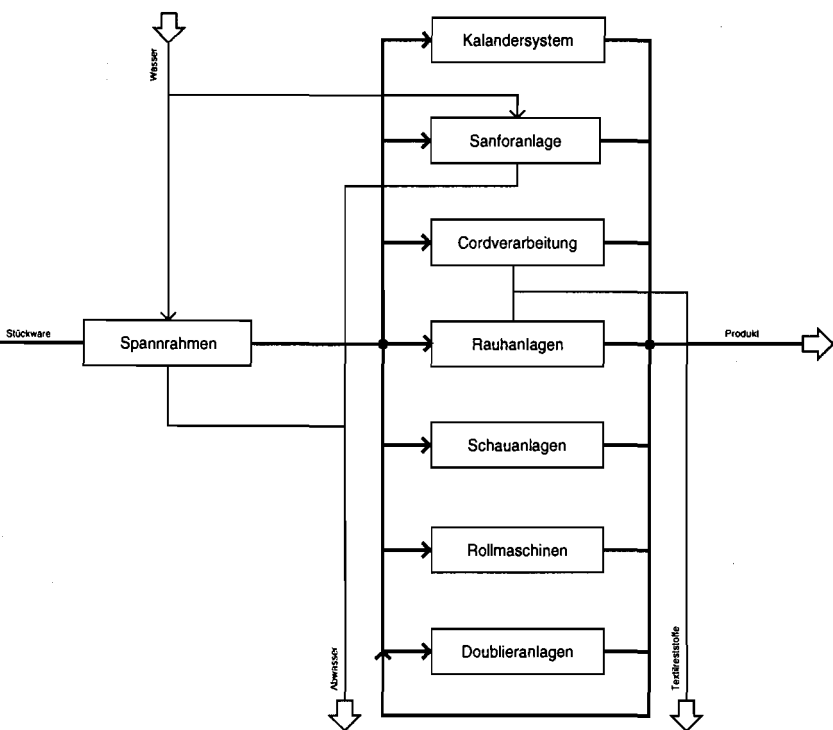 Kalandersystem
Wasser
Sanforanlage
Cordverarbeitung
Stückware
Spannrahmen
Rauhanlagen
Produkt
Schauanlagen
Rollmaschinen
Doublieranlagen
Abwasser
Textilreststoffe